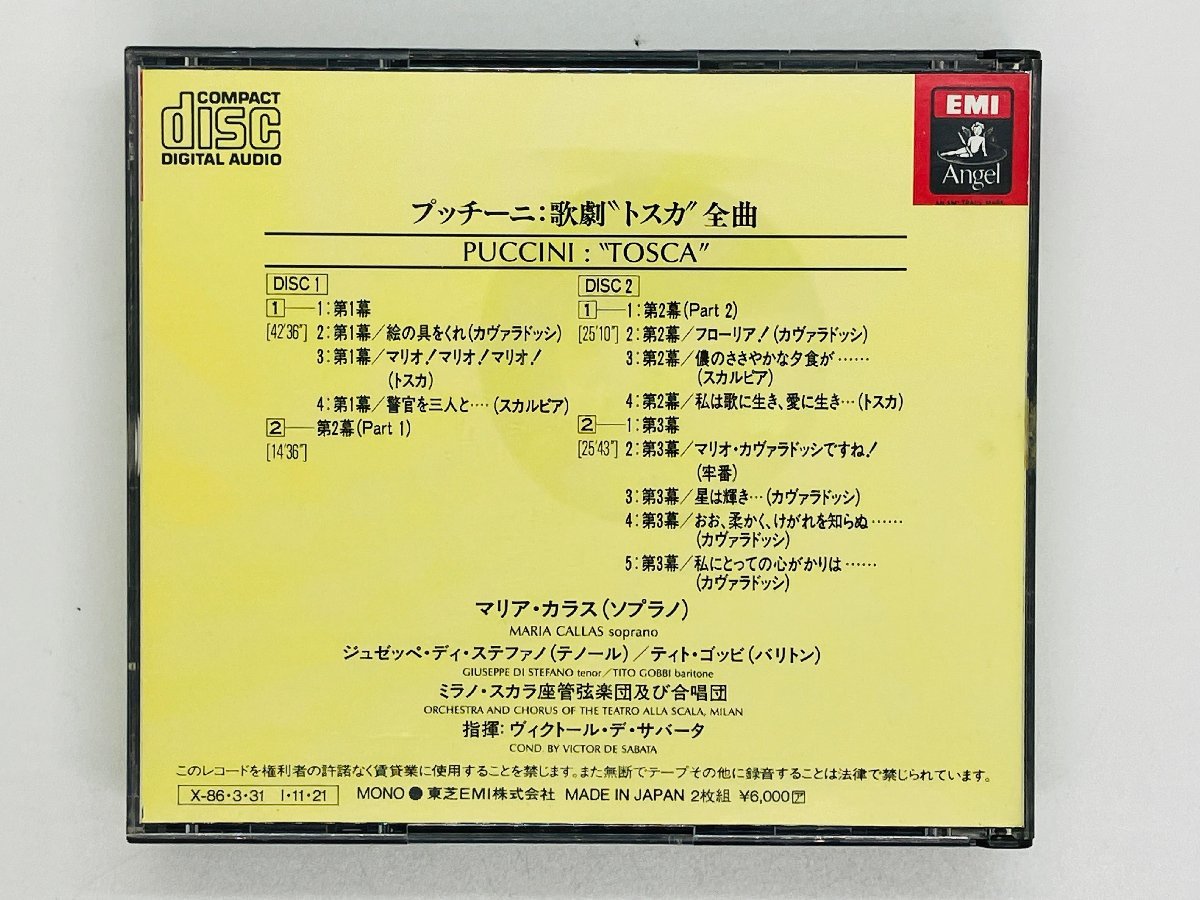 COMPACT
disc
DIGITAL AUDIO
EMI
Angel
プッチーニ:歌劇〝トスカ〟全曲
PUCCINI : “TOSCA”
DISC 1
1—1:第1幕
[42'36"] 2:第1幕/絵の具をくれ(カヴァラドッシ)
3:第1幕/マリオ!マリオ!マリオ!
(トスカ)
4:第1幕/警官を三人と‥‥(スカルピア)
2—第2幕(Part 1)
[14'36"]
DISC 2
1—1:第2幕(Part 2)
[25'10"] 2:第2幕/フローリア!(カヴァラドッシ)
3:第2幕/儂のささやかな夕食が……
(スカルピア)
4:第2幕/私は歌に生き、愛に生き…(トスカ)
2—1:第3幕
[25'43"] 2:第3幕/マリオ・カヴァラドッシですね!
(牢番)
3:第3幕/星は輝き…(カヴァラドッシ)
4:第3幕/おお、柔かく、けがれを知らぬ……
(カヴァラドッシ)
5:第3幕/私にとっての心がかりは……
(カヴァラドッシ)
マリア・カラス(ソプラノ)
MARIA CALLAS soprano
ジュゼッペ・ディ・ステファノ(テノール)/ティト・ゴッビ(バリトン)
GIUSEPPE DI STEFANO tenor/TITO GOBBI baritone
ミラノ・スカラ座管弦楽団及び合唱団
ORCHESTRA AND CHORUS OF THE TEATRO ALLA SCALA, MILAN
指揮:ヴィクトール・デ・サバータ
COND. BY VICTOR DE SABATA
このレコードを権利者の許諾なく賃貸業に使用することを禁じます。また無断でテープその他に録音することは法律で禁じられています。
X-86・3・31 I・11・21 MONO ● 東芝EMI株式会社 MADE IN JAPAN 2枚組 ¥6,000